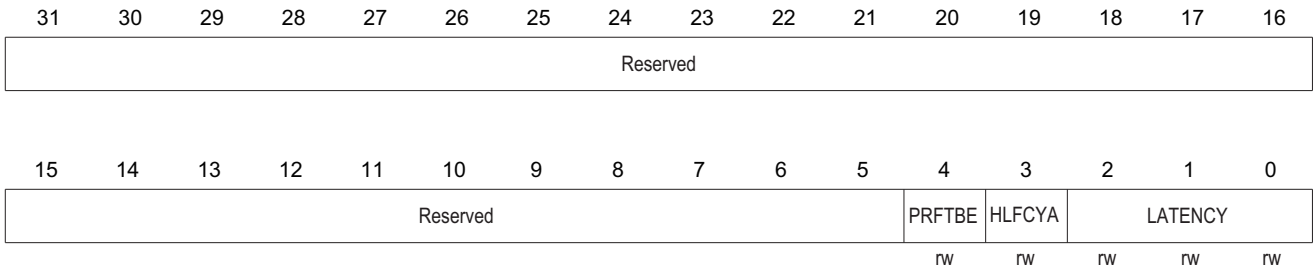 31 30 29 28 27 26 25 24 23 22 21 20 19 18 17 16
Reserved
15 14 13 12 11 10 9 8 7 6 5 4 3 2 1 0
Reserved PRFTBE HLFCYA LATENCY
rw rw rw rw rw